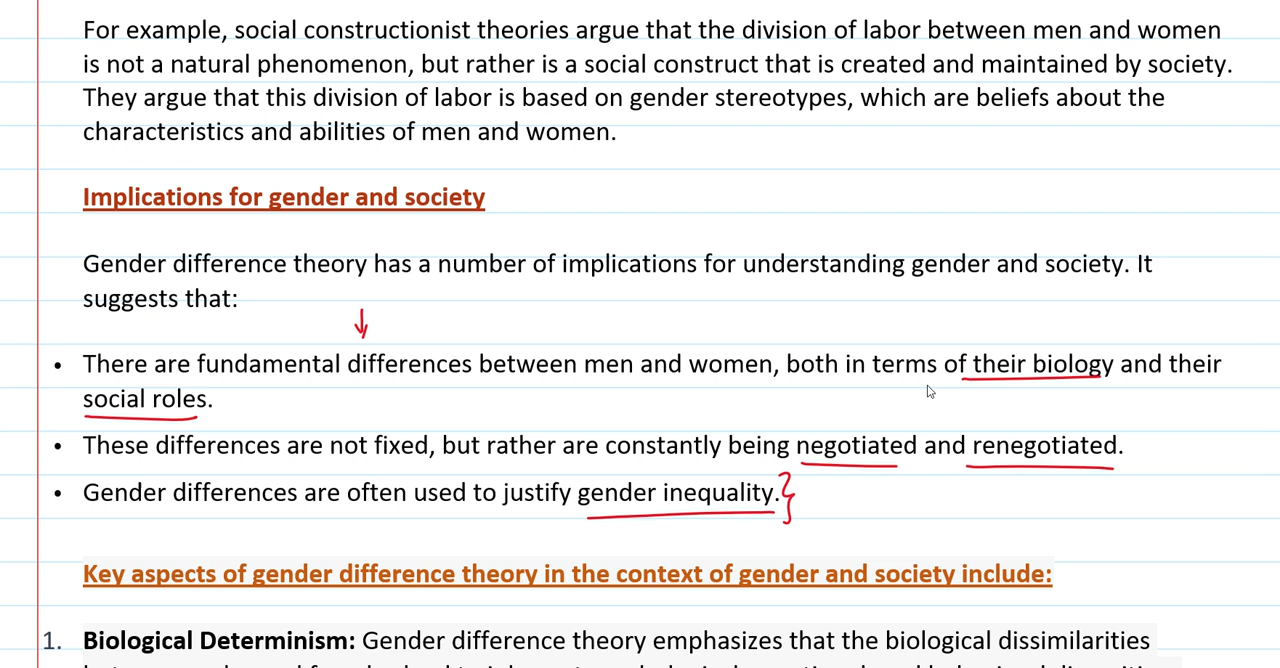 For example, social constructionist theories argue that the division of labor between men and women
is not a natural phenomenon, but rather is a social construct that is created and maintained by society.
They argue that this division of labor is based on gender stereotypes, which are beliefs about the
characteristics and abilities of men and women.
Implications for gender and society
Gender difference theory has a number of implications for understanding gender and society. It
suggests that:
• There are fundamental differences between men and women, both in terms of their biology and their
social roles.
• These differences are not fixed, but rather are constantly being negotiated and renegotiated.
• Gender differences are often used to justify gender inequality.
Key aspects of gender difference theory in the context of gender and society include:
1. Biological Determinism: Gender difference theory emphasizes that the biological dissimilarities